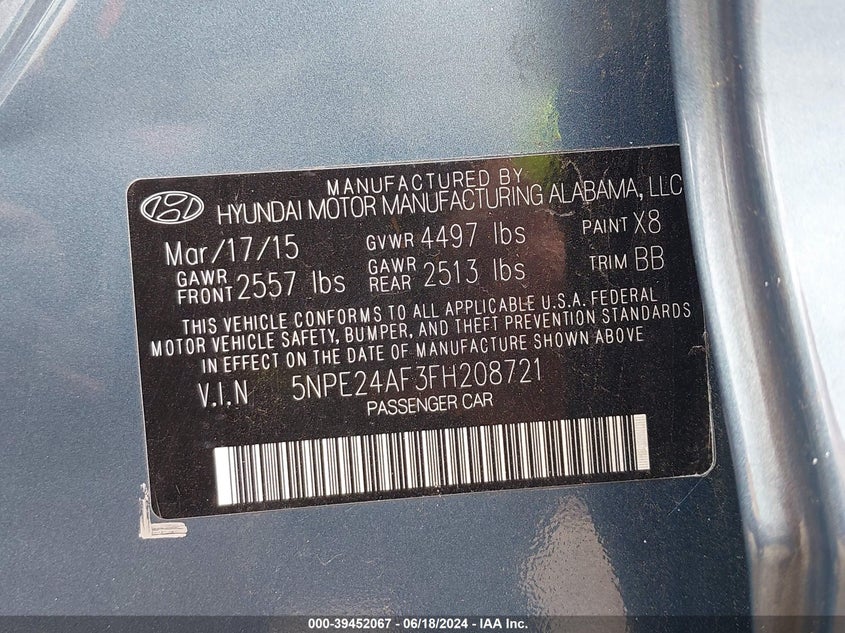 MANUFACTURED BY
HYUNDAI MOTOR MANUFACTURING ALABAMA, LLC
Mar/17/15 GVWR 4497 lbs PAINT X8
GAWR FRONT 2557 lbs GAWR REAR 2513 lbs TRIM BB
THIS VEHICLE CONFORMS TO ALL APPLICABLE U.S.A. FEDERAL
MOTOR VEHICLE SAFETY, BUMPER, AND THEFT PREVENTION STANDARDS
IN EFFECT ON THE DATE OF MANUFACTURE SHOWN ABOVE
V.I.N 5NPE24AF3FH208721
PASSENGER CAR
000-39452067 - 06/18/2024 - IAA Inc.